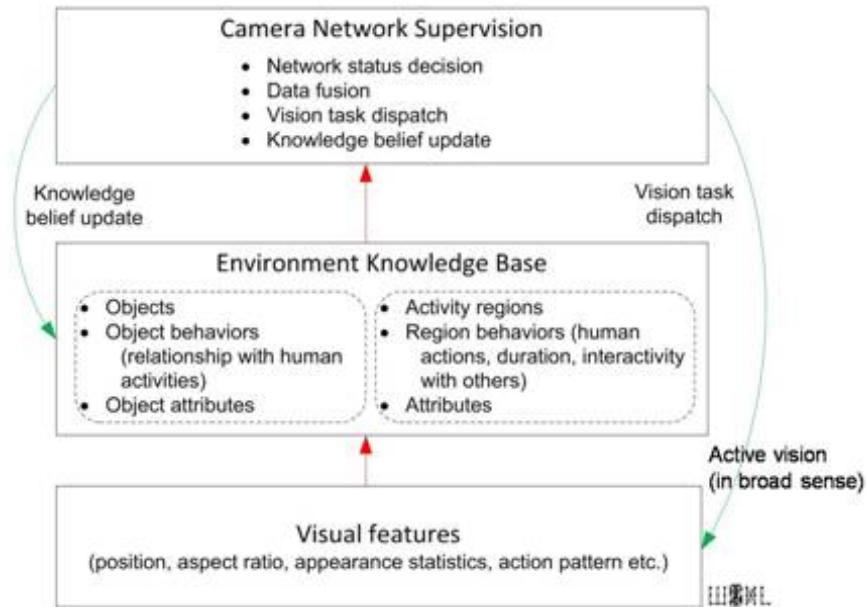 Camera Network Supervision
• Network status decision
• Data fusion
• Vision task dispatch
• Knowledge belief update
Knowledge
belief update
Vision task
dispatch
Environment Knowledge Base
• Objects
• Object behaviors
(relationship with human
activities)
• Object attributes
• Activity regions
• Region behaviors (human
actions, duration, interactivity
with others)
• Attributes
Active vision
(in broad sense)
Visual features
(position, aspect ratio, appearance statistics, action pattern etc.)